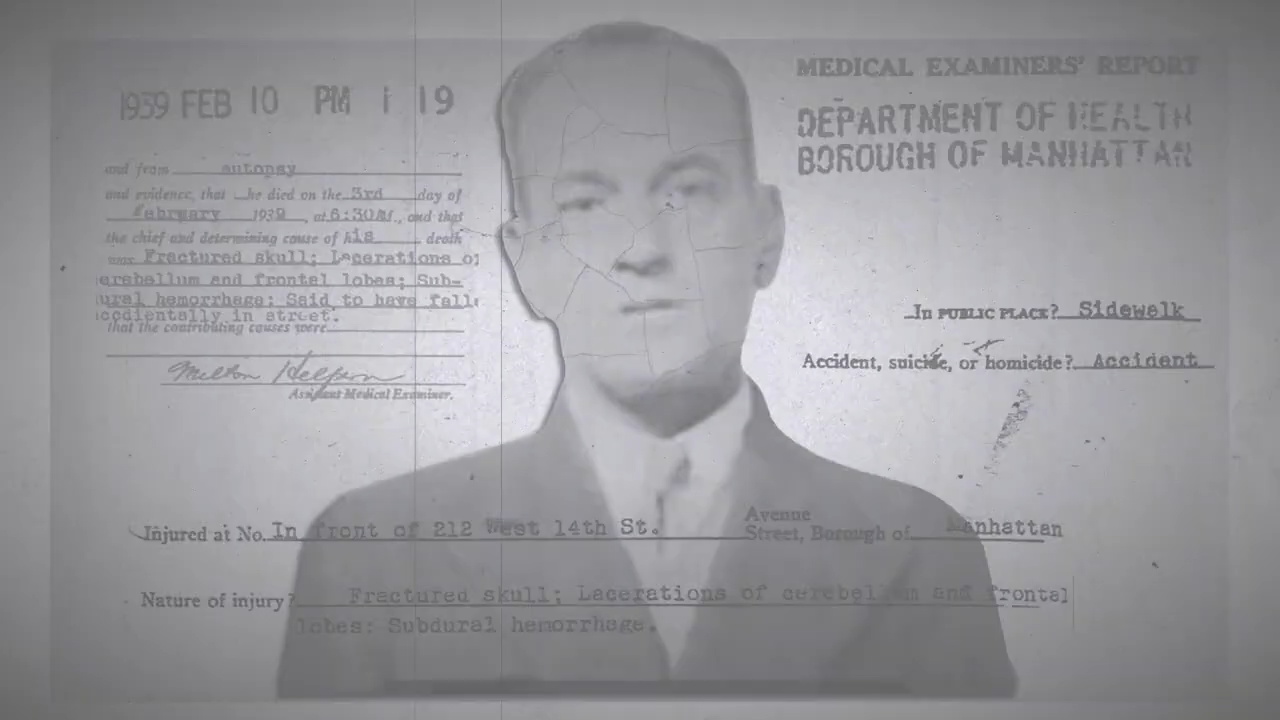 1939 FEB 10 PM 1 19
and from autopsy
and evidence, that he died on the 3rd day of
february 1939, at 6:30AM., and that
the chief and determining cause of his death
was Fractured skull; Lacerations of
cerebellum and frontal lobes; Sub-
ural hemorrhage: Said to have falle
accidentally in street.
that the contributing causes were
Milton Helpern
Assistant Medical Examiner.
MEDICAL EXAMINERS' REPORT
DEPARTMENT OF HEALTH
BOROUGH OF MANHATTAN
In PUBLIC PLACE? Sidewalk
Accident, suicide, or homicide? Accident
Injured at No. In front of 212 West 14th St. Avenue
Street, Borough of Manhattan
Nature of injury? Fractured skull; Lacerations of cerebellum and frontal
lobes: Subdural hemorrhage.